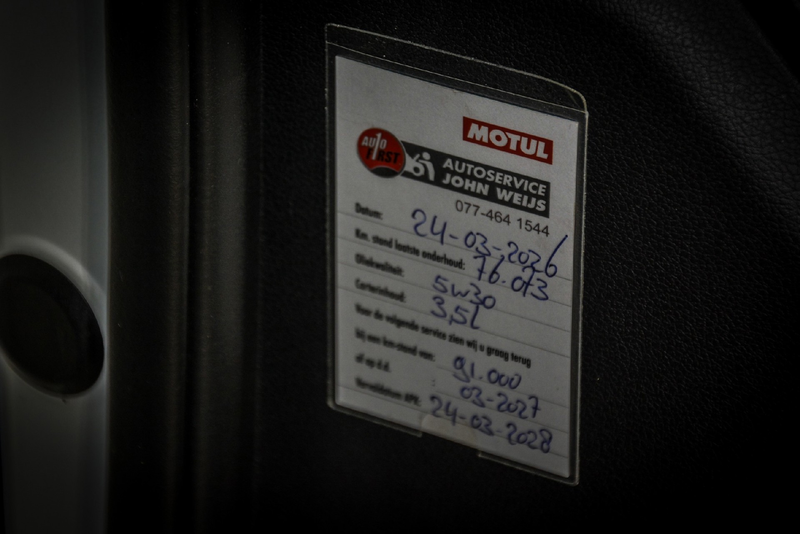 MOTUL
AUTO
FIRST
AUTOSERVICE
JOHN WEIJS
077-464 1544
Datum: 24-03-2026
Km. stand laatste onderhoud: 76.073
Oliekwaliteit: 5w30
Carterinhoud: 3,5L
Voor de volgende service zien wij u graag terug
bij een km-stand van: 91.000
of op d.d. : 03-2027
Vervaldatum APK: 24-03-2028